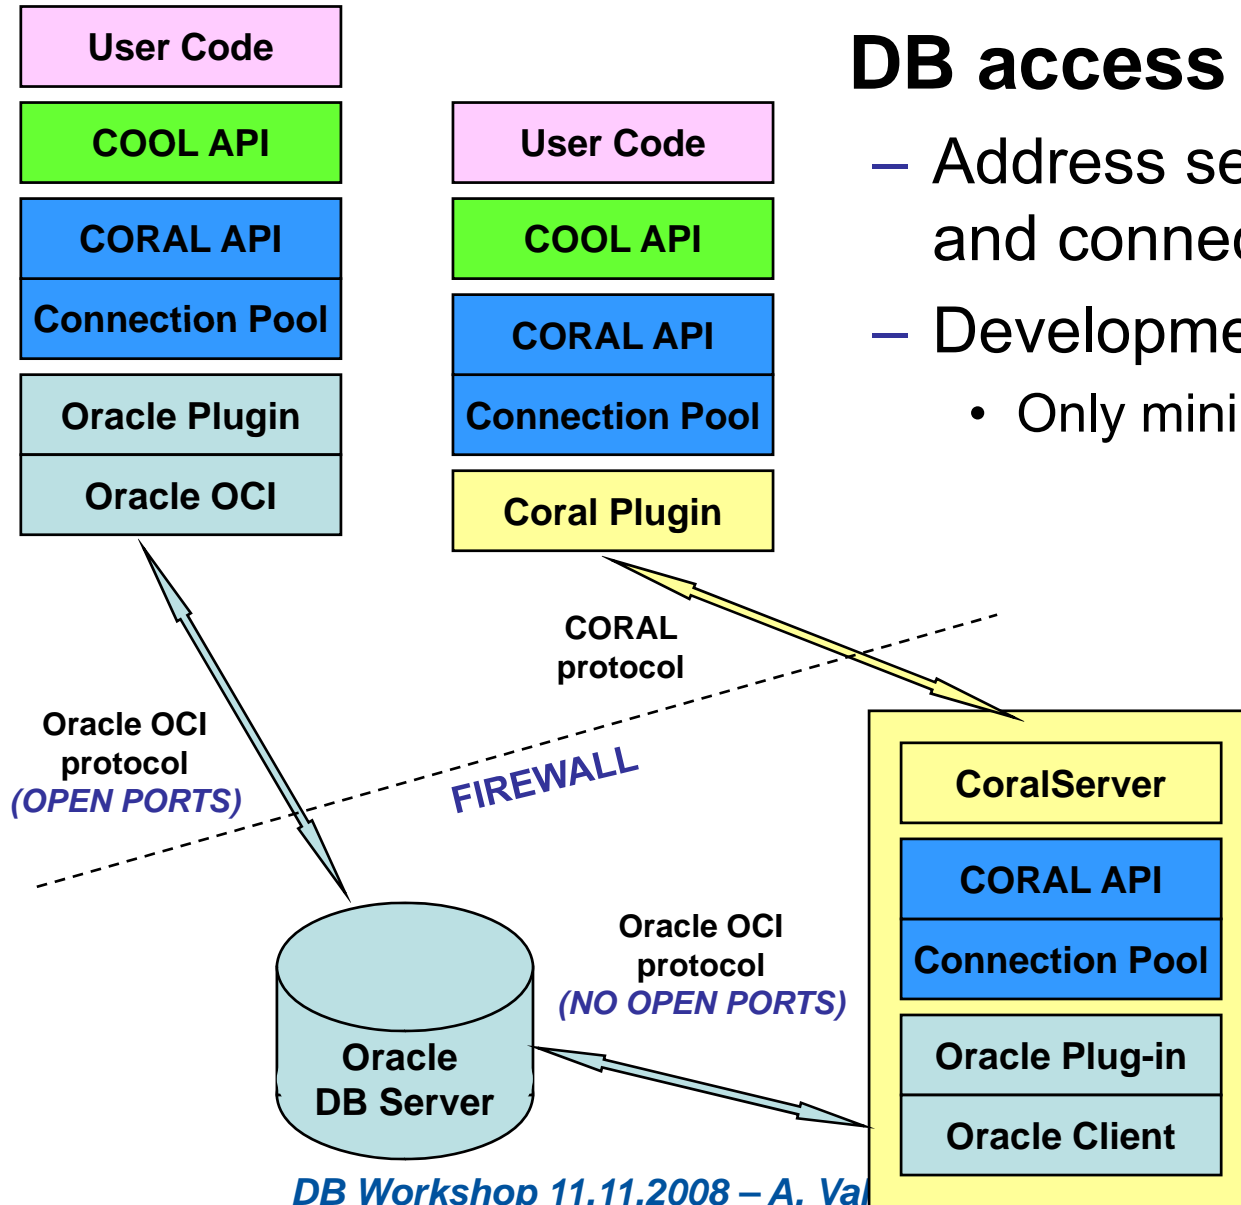 User Code
COOL API
CORAL API
Connection Pool
Oracle Plugin
Oracle OCI
User Code
COOL API
CORAL API
Connection Pool
Coral Plugin
DB access
– Address se
and connec
– Developme
• Only mini
CORAL
protocol
Oracle OCI
protocol
(OPEN PORTS)
FIREWALL
CoralServer
CORAL API
Connection Pool
Oracle Plug-in
Oracle Client
Oracle OCI
protocol
(NO OPEN PORTS)
Oracle
DB Server
DB Workshop 11.11.2008 – A. Val